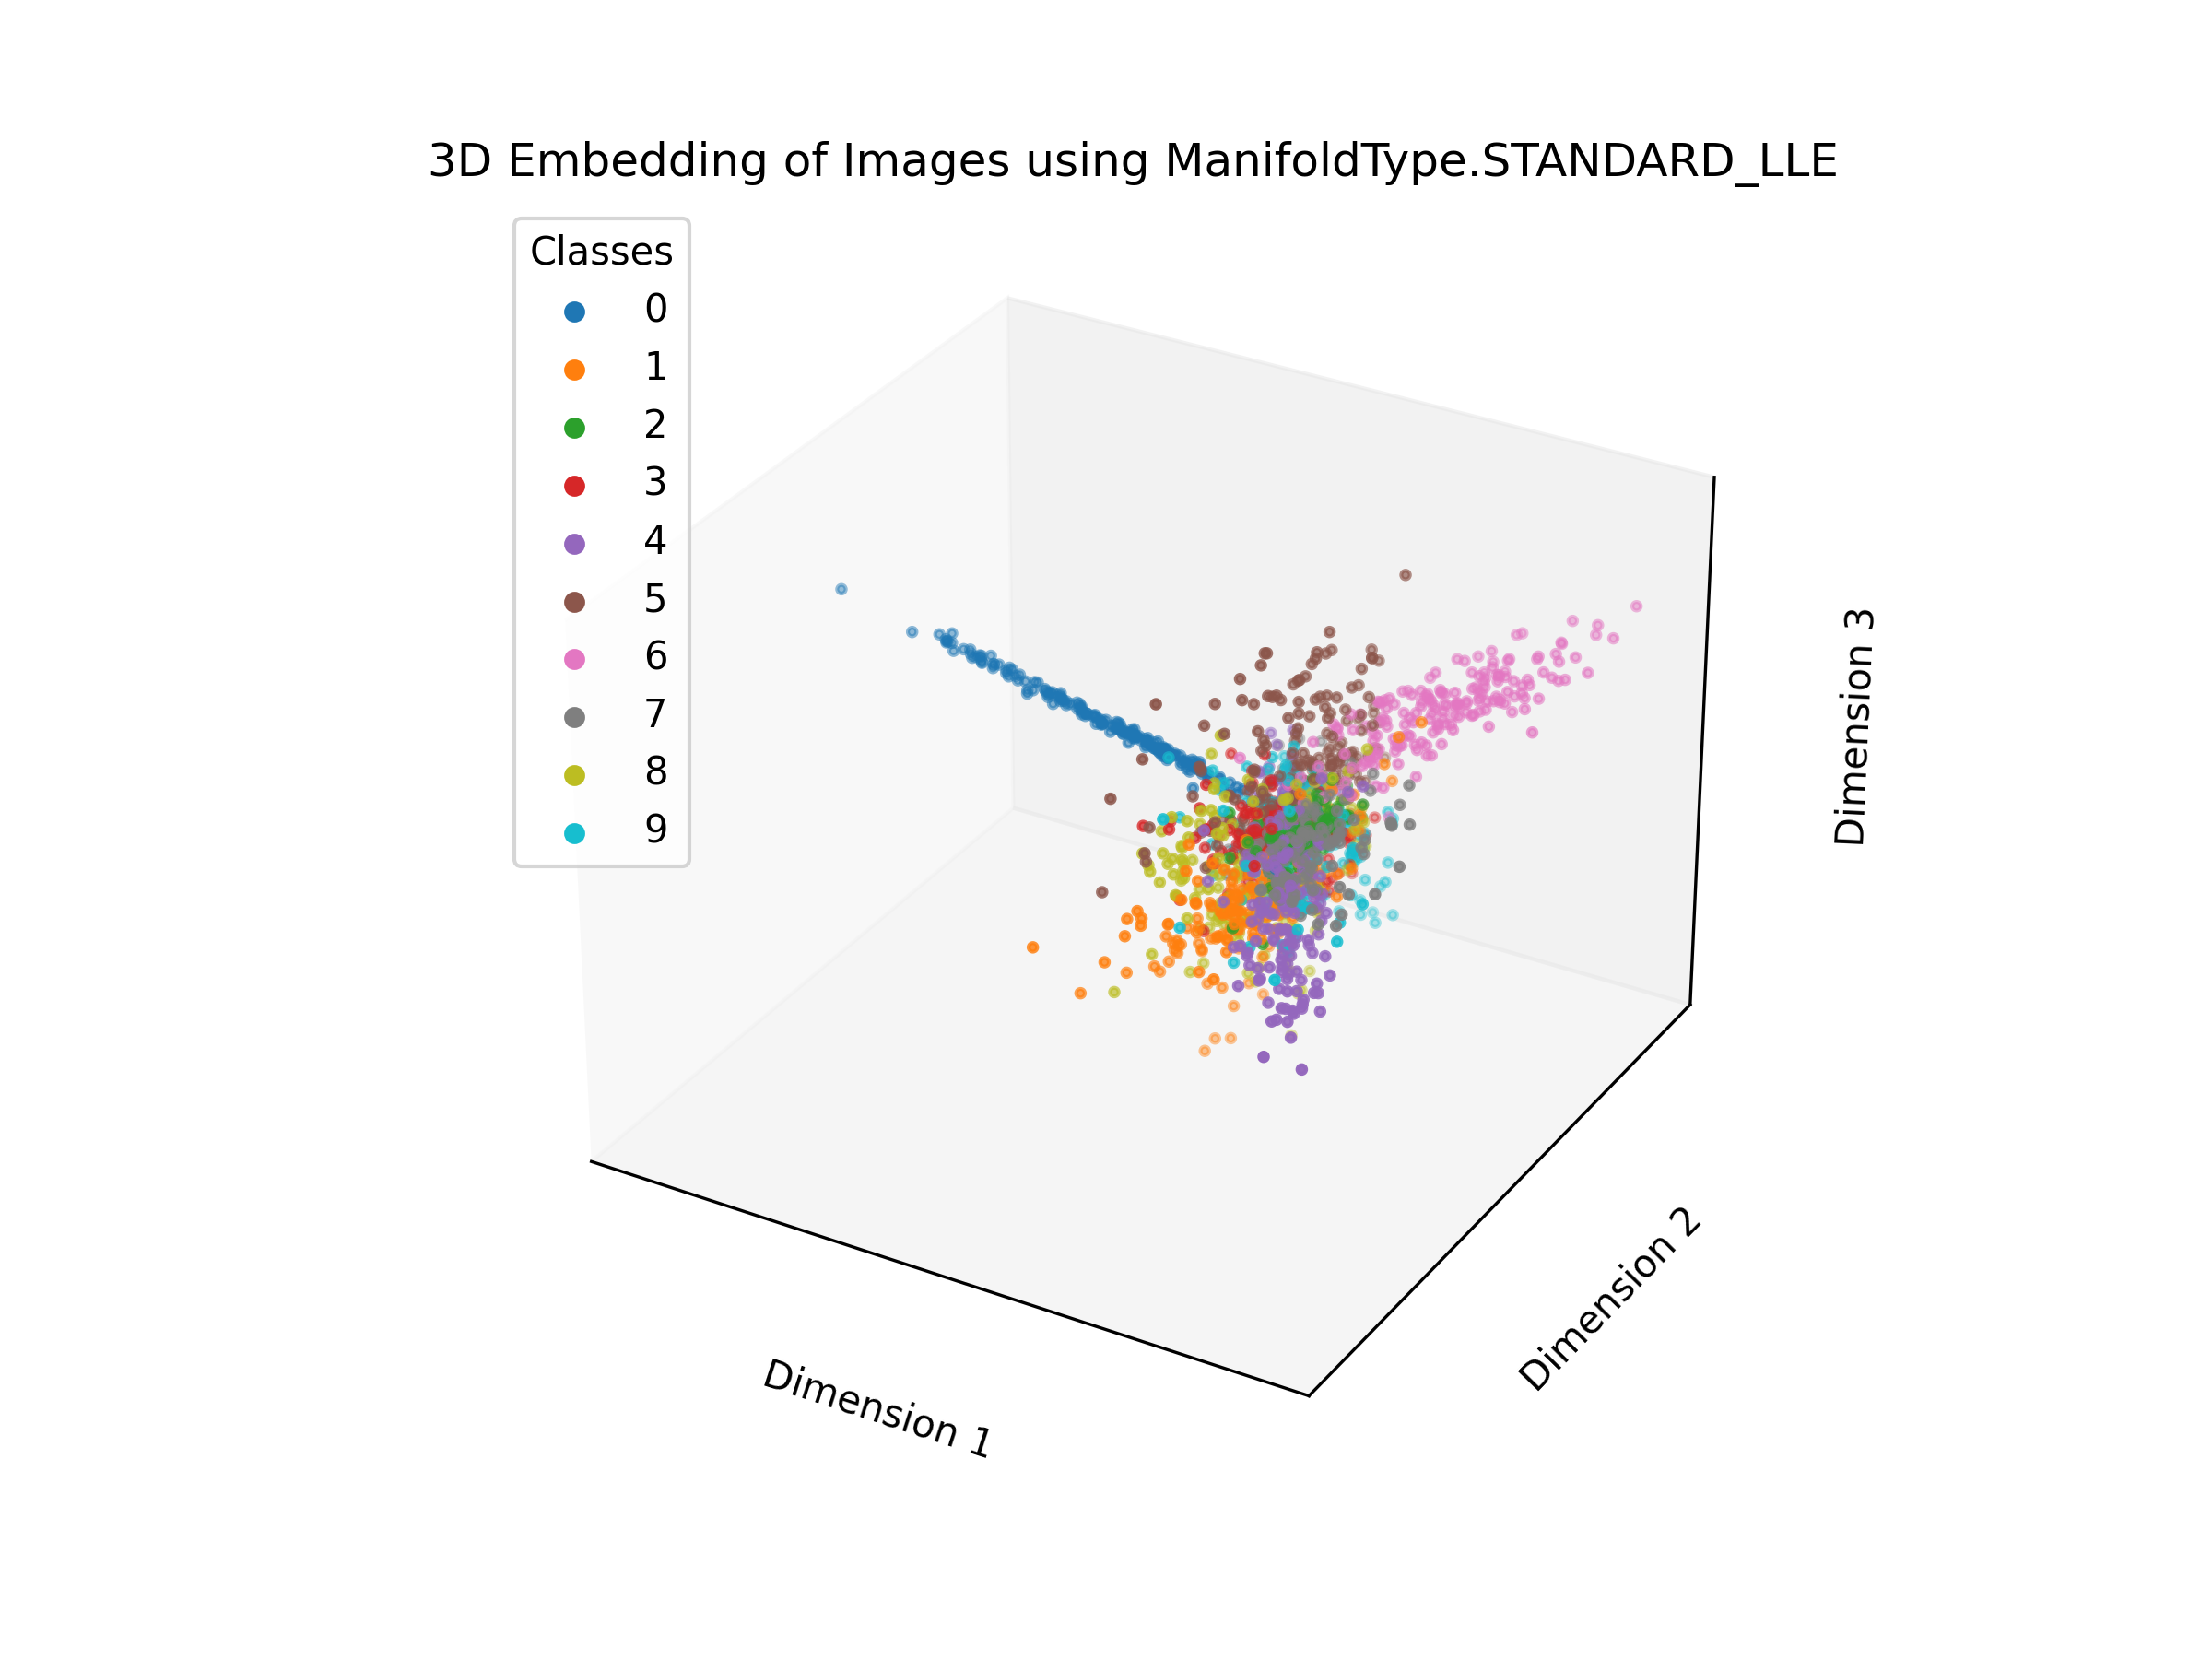 3D Embedding of Images using ManifoldType.STANDARD_LLE
Classes
0
1
2
3
4
5
6
7
8
9
Dimension 3
Dimension 2
Dimension 1